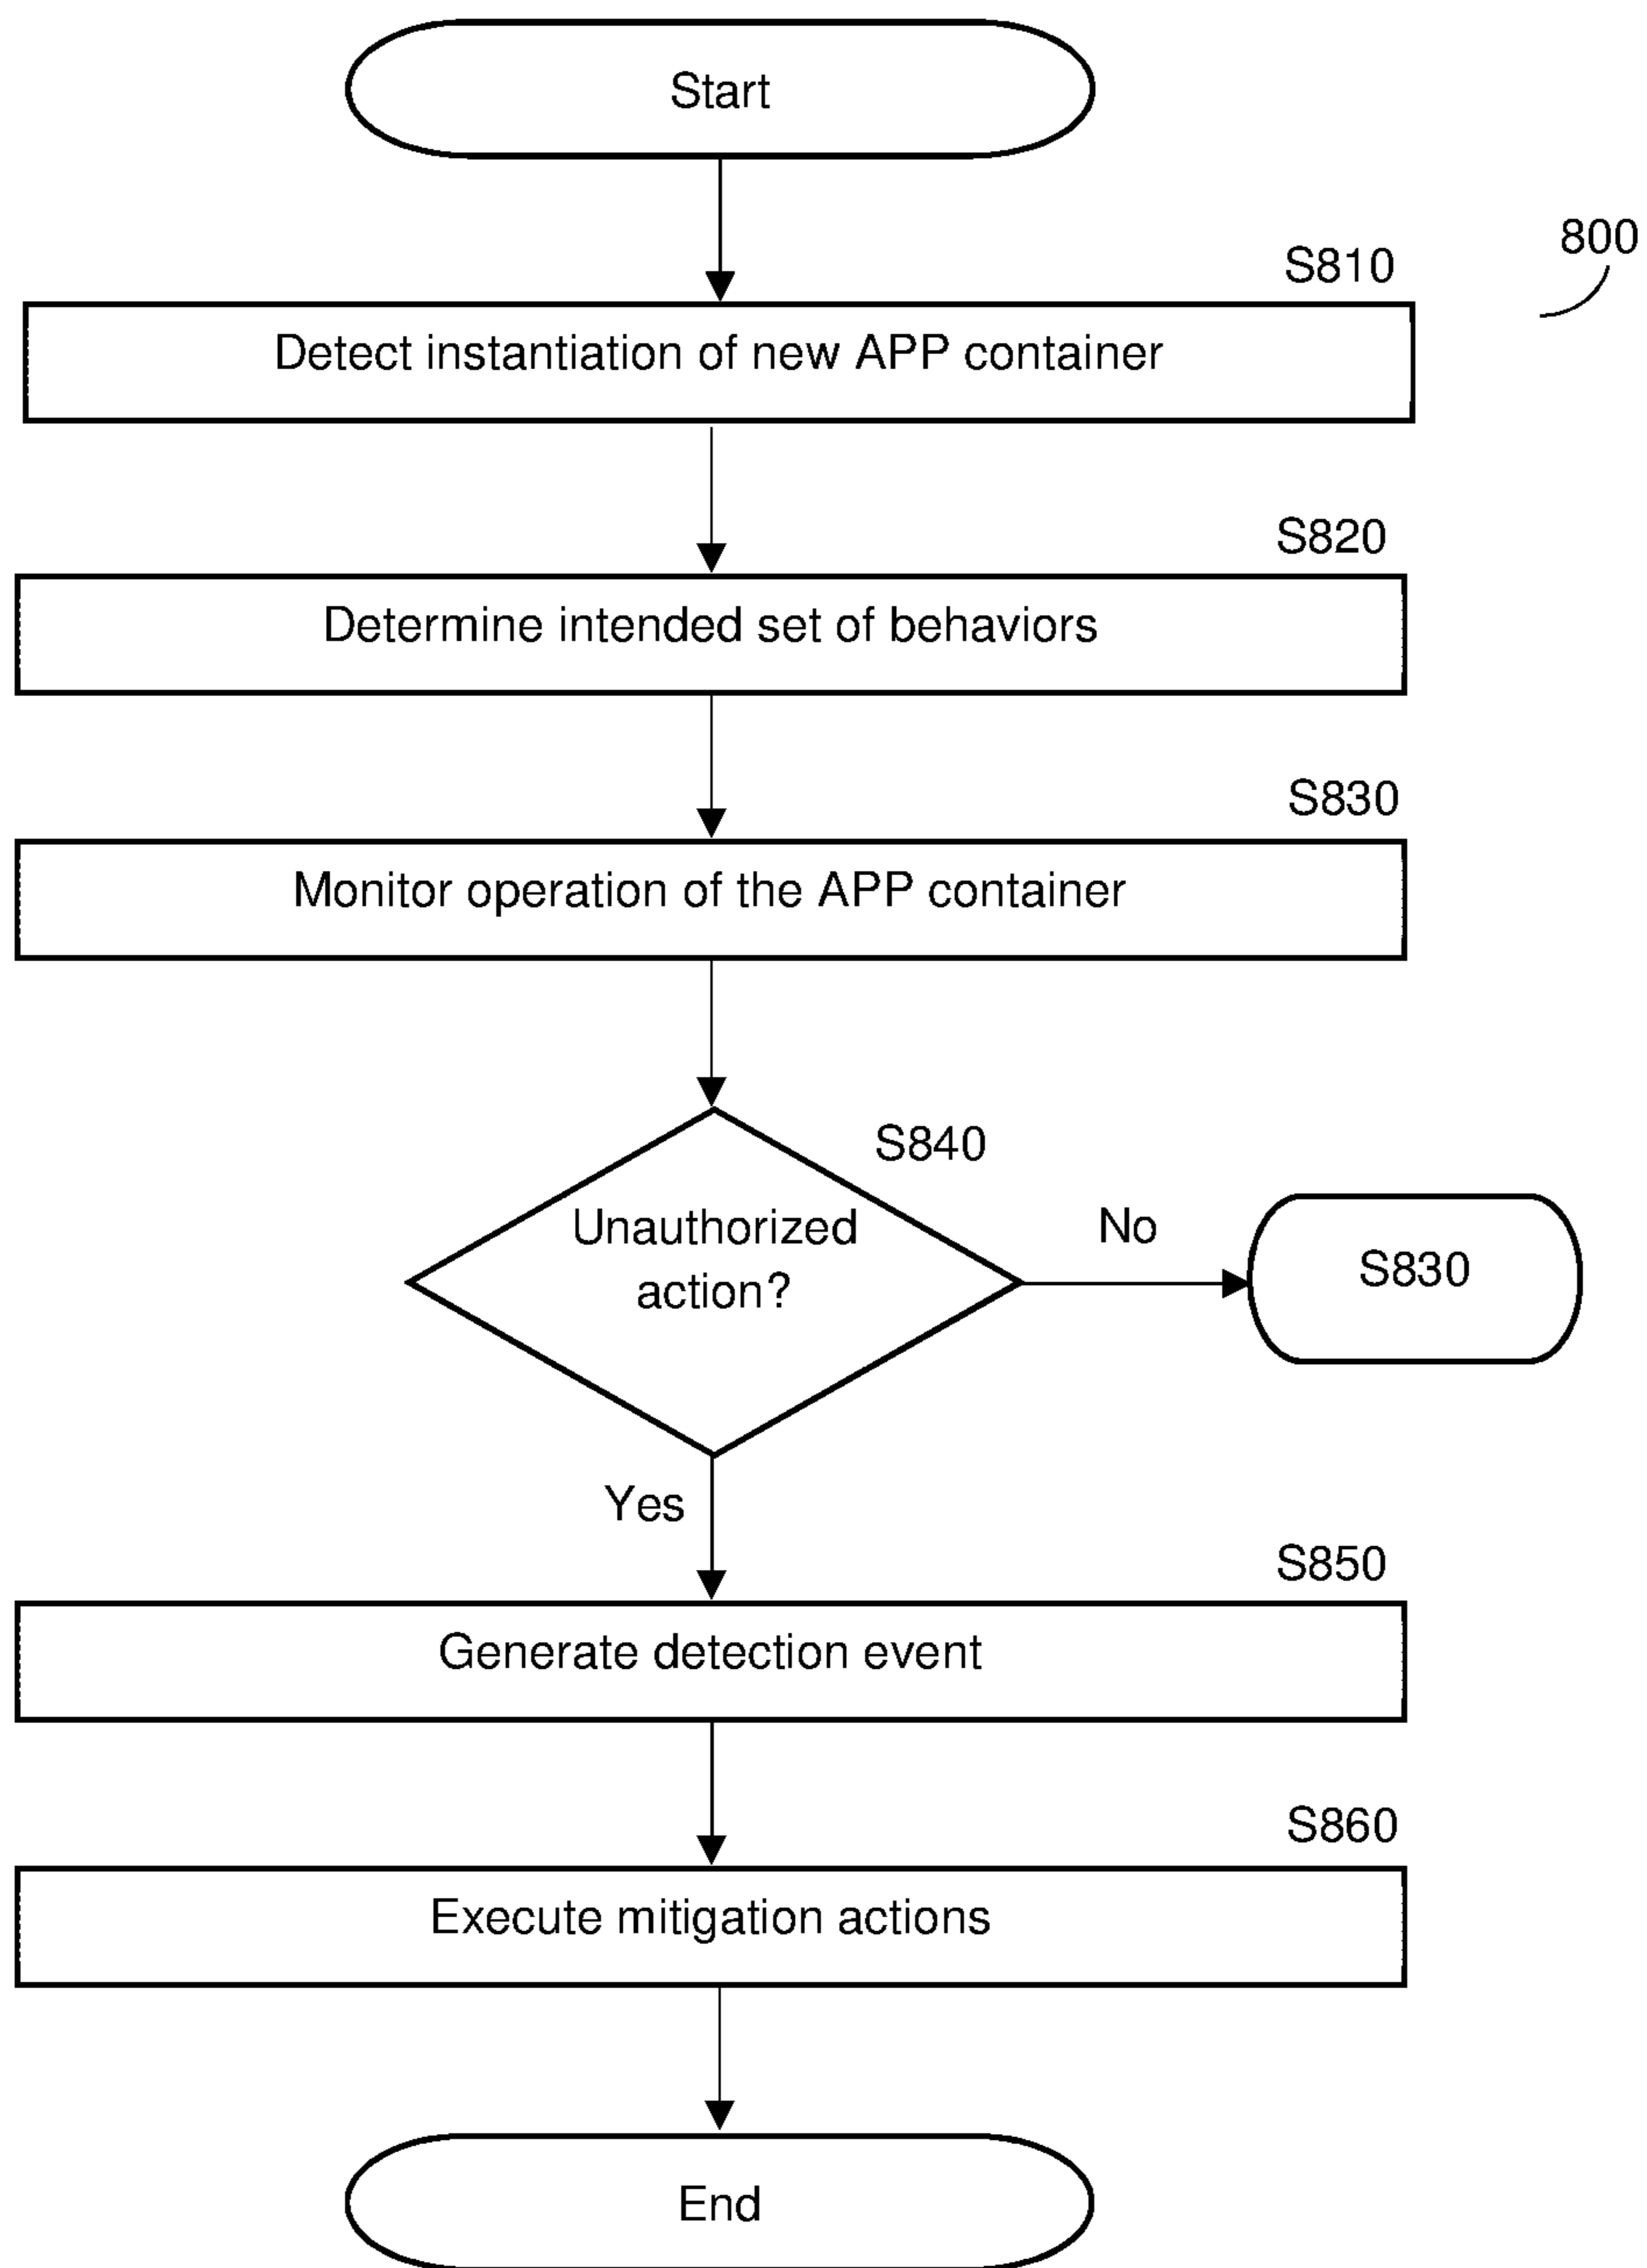 Start
800
S810
Detect instantiation of new APP container
S820
Determine intended set of behaviors
S830
Monitor operation of the APP container
S840
Unauthorized
action?
No
S830
Yes
S850
Generate detection event
S860
Execute mitigation actions
End